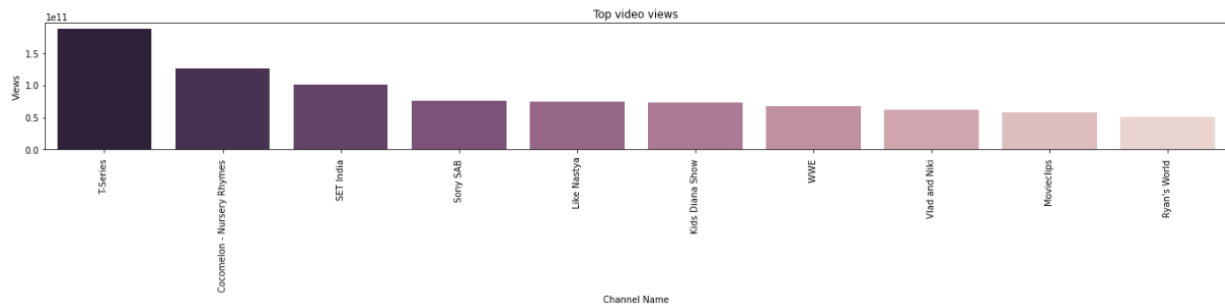 Top video views
1e11
1.5
1.0
0.5
0.0
Views
T-Series
Cocomelon - Nursery Rhymes
SET India
Sony SAB
Like Nastya
Kids Diana Show
WWE
Vlad and Niki
Movieclips
Ryan's World
Channel Name